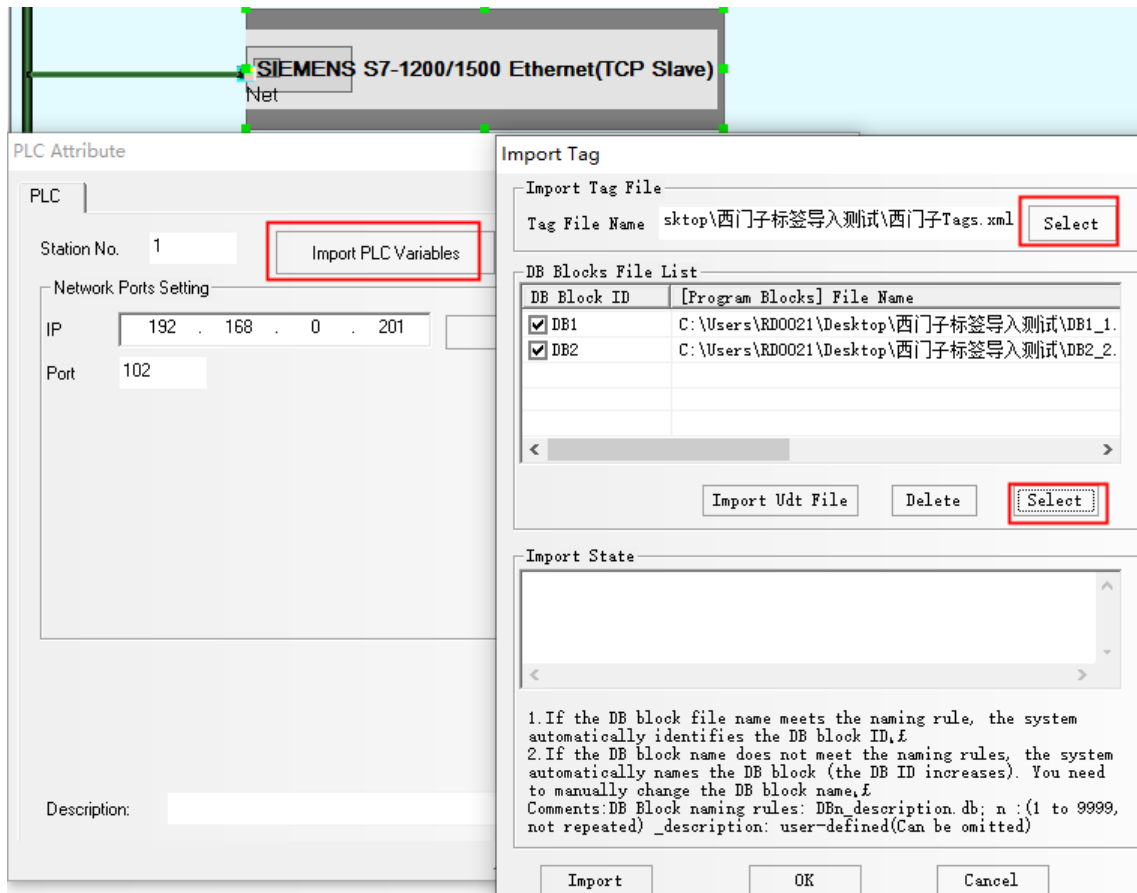 SIEMENS S7-1200/1500 Ethernet(TCP Slave)
Net
PLC Attribute
PLC
Station No. 1
Import PLC Variables
Network Ports Setting
IP 192 . 168 . 0 . 201
Port 102
Description:
Import Tag
Import Tag File
Tag File Name sktop\西门子标签导入测试\西门子Tags.xml Select
DB Blocks File List
DB Block ID [Program Blocks] File Name
DB1 C:\Users\RD0021\Desktop\西门子标签导入测试\DB1_1.
DB2 C:\Users\RD0021\Desktop\西门子标签导入测试\DB2_2.
Import Udt File Delete Select
Import State
1.If the DB block file name meets the naming rule, the system
automatically identifies the DB block ID,£
2.If the DB block name does not meet the naming rules, the system
automatically names the DB block (the DB ID increases). You need
to manually change the DB block name,£
Comments:DB Block naming rules: DBn_description.db; n :(1 to 9999,
not repeated) _description: user-defined(Can be omitted)
Import OK Cancel